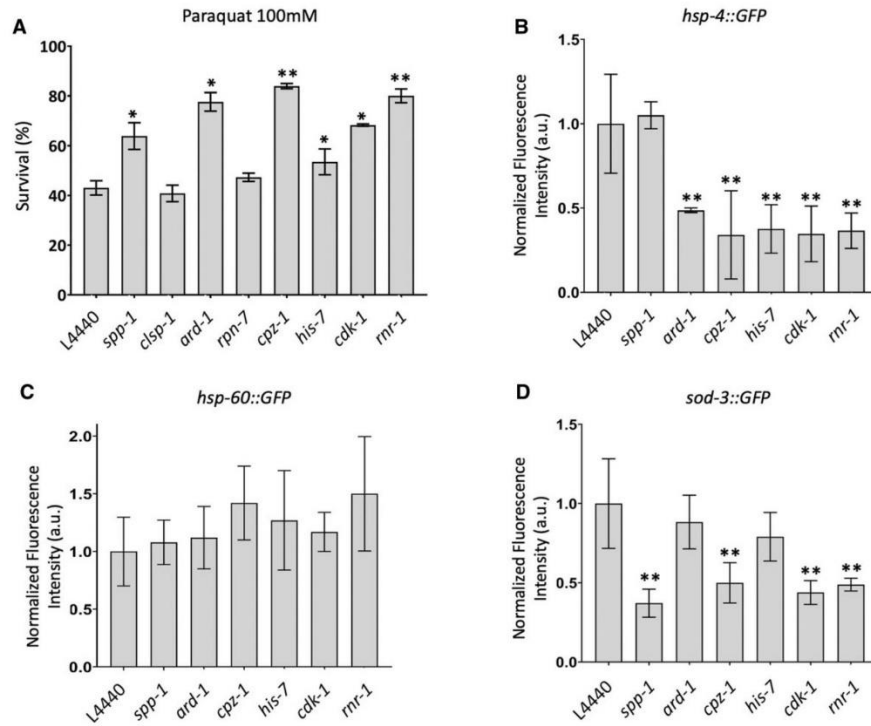 A
Paraquat 100mM
Survival (%)
100
80
60
40
20
0
*
*
**
*
*
**
L4440
spp-1
clsp-1
ard-1
rpn-7
cpz-1
his-7
cdk-1
rnr-1
B
hsp-4::GFP
Normalized Fluorescence
Intensity (a.u.)
1.5
1.0
0.5
0.0
**
**
**
**
**
L4440
spp-1
ard-1
cpz-1
his-7
cdk-1
rnr-1
C
hsp-60::GFP
Normalized Fluorescence
Intensity (a.u.)
2.0
1.5
1.0
0.5
0.0
L4440
spp-1
ard-1
cpz-1
his-7
cdk-1
rnr-1
D
sod-3::GFP
Normalized Fluorescence
Intensity (a.u.)
1.5
1.0
0.5
0.0
**
**
**
**
L4440
spp-1
ard-1
cpz-1
his-7
cdk-1
rnr-1